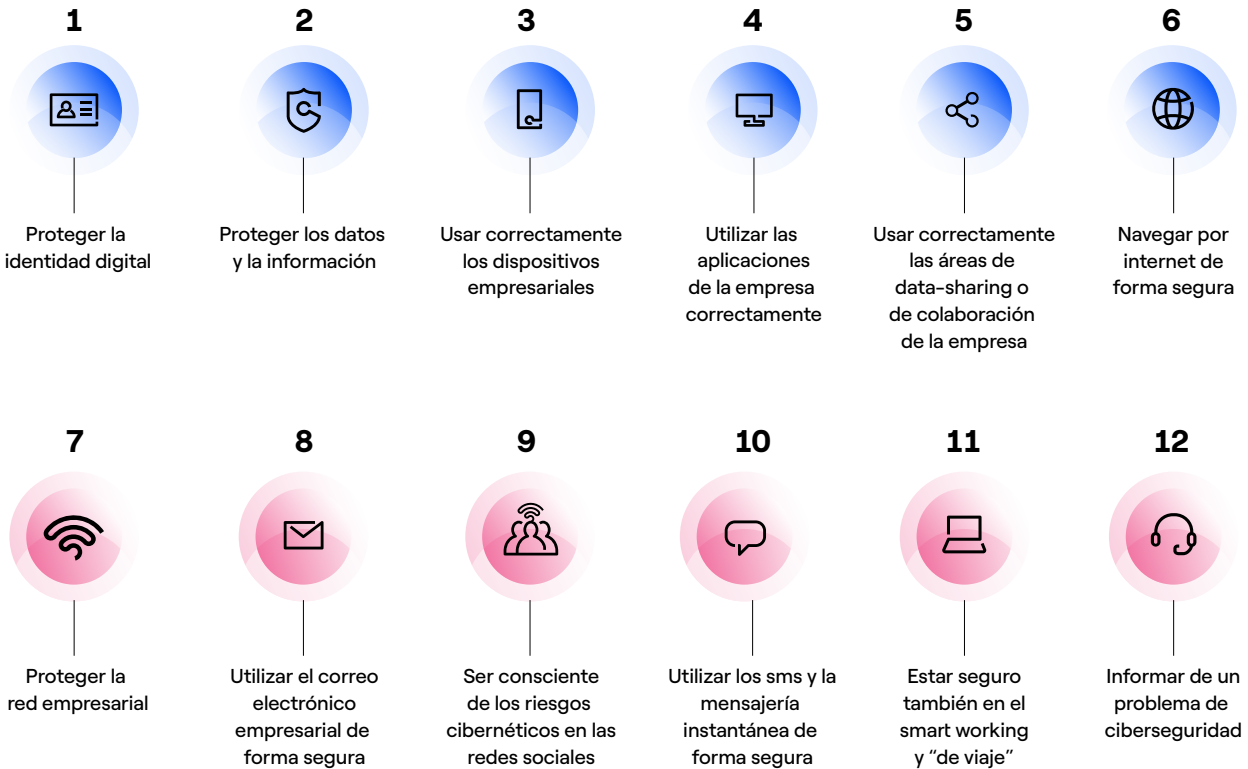 1
Proteger la
identidad digital
2
Proteger los datos
y la información
3
Usar correctamente
los dispositivos
empresariales
4
Utilizar las
aplicaciones
de la empresa
correctamente
5
Usar correctamente
las áreas de
data-sharing o
de colaboración
de la empresa
6
Navegar por
internet de
forma segura
7
Proteger la
red empresarial
8
Utilizar el correo
electrónico
empresarial de
forma segura
9
Ser consciente
de los riesgos
cibernéticos en las
redes sociales
10
Utilizar los sms y la
mensajería
instantánea de
forma segura
11
Estar seguro
también en el
smart working
y “de viaje”
12
Informar de un
problema de
ciberseguridad